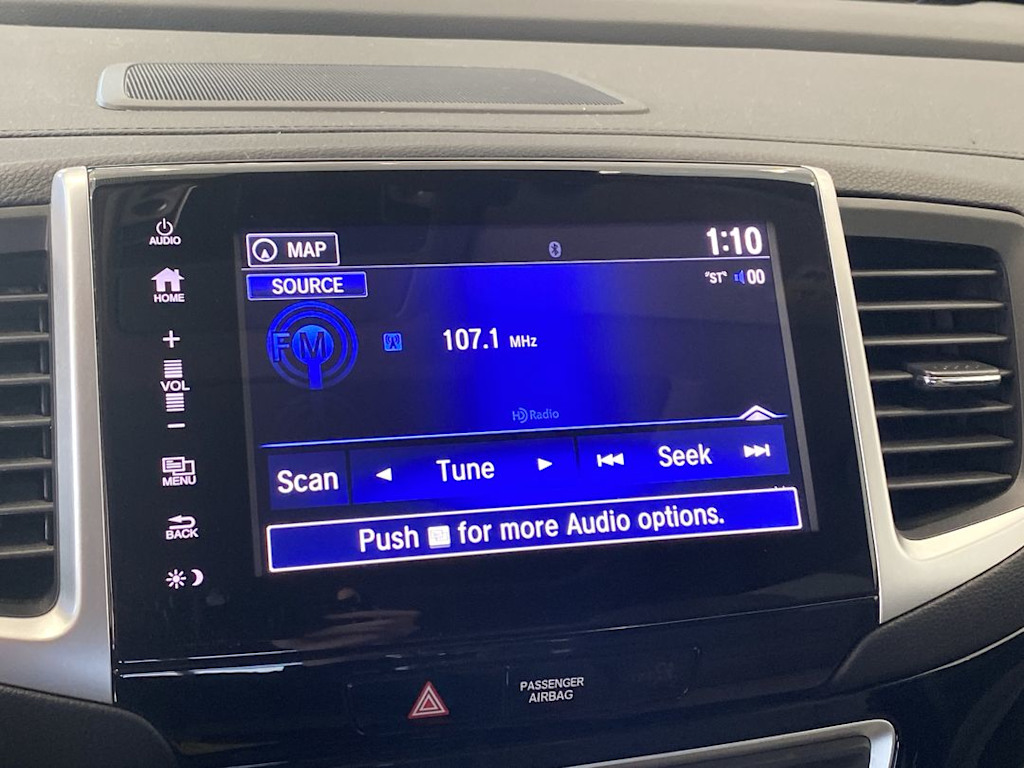 AUDIO
HOME
+
VOL
−
MENU
BACK
MAP
1:10
SOURCE
"ST" 00
FM
107.1 MHz
HD Radio
Scan
Tune
Seek
Push for more Audio options.
PASSENGER
AIRBAG